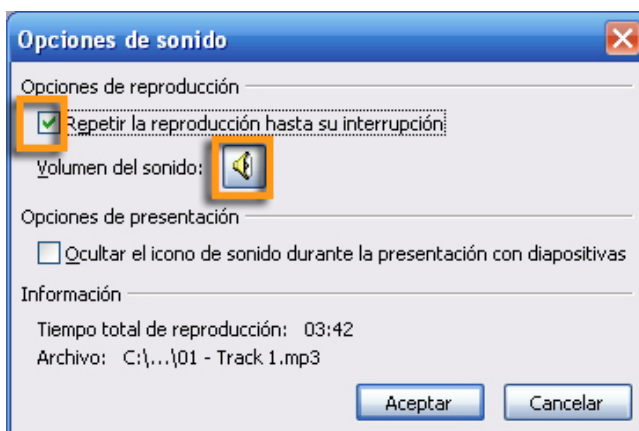 Opciones de sonido
Opciones de reproducción
Repetir la reproducción hasta su interrupción
Volumen del sonido:
Opciones de presentación
Ocultar el icono de sonido durante la presentación con diapositivas
Información
Tiempo total de reproducción: 03:42
Archivo: C:\...\01 - Track 1.mp3
Aceptar Cancelar